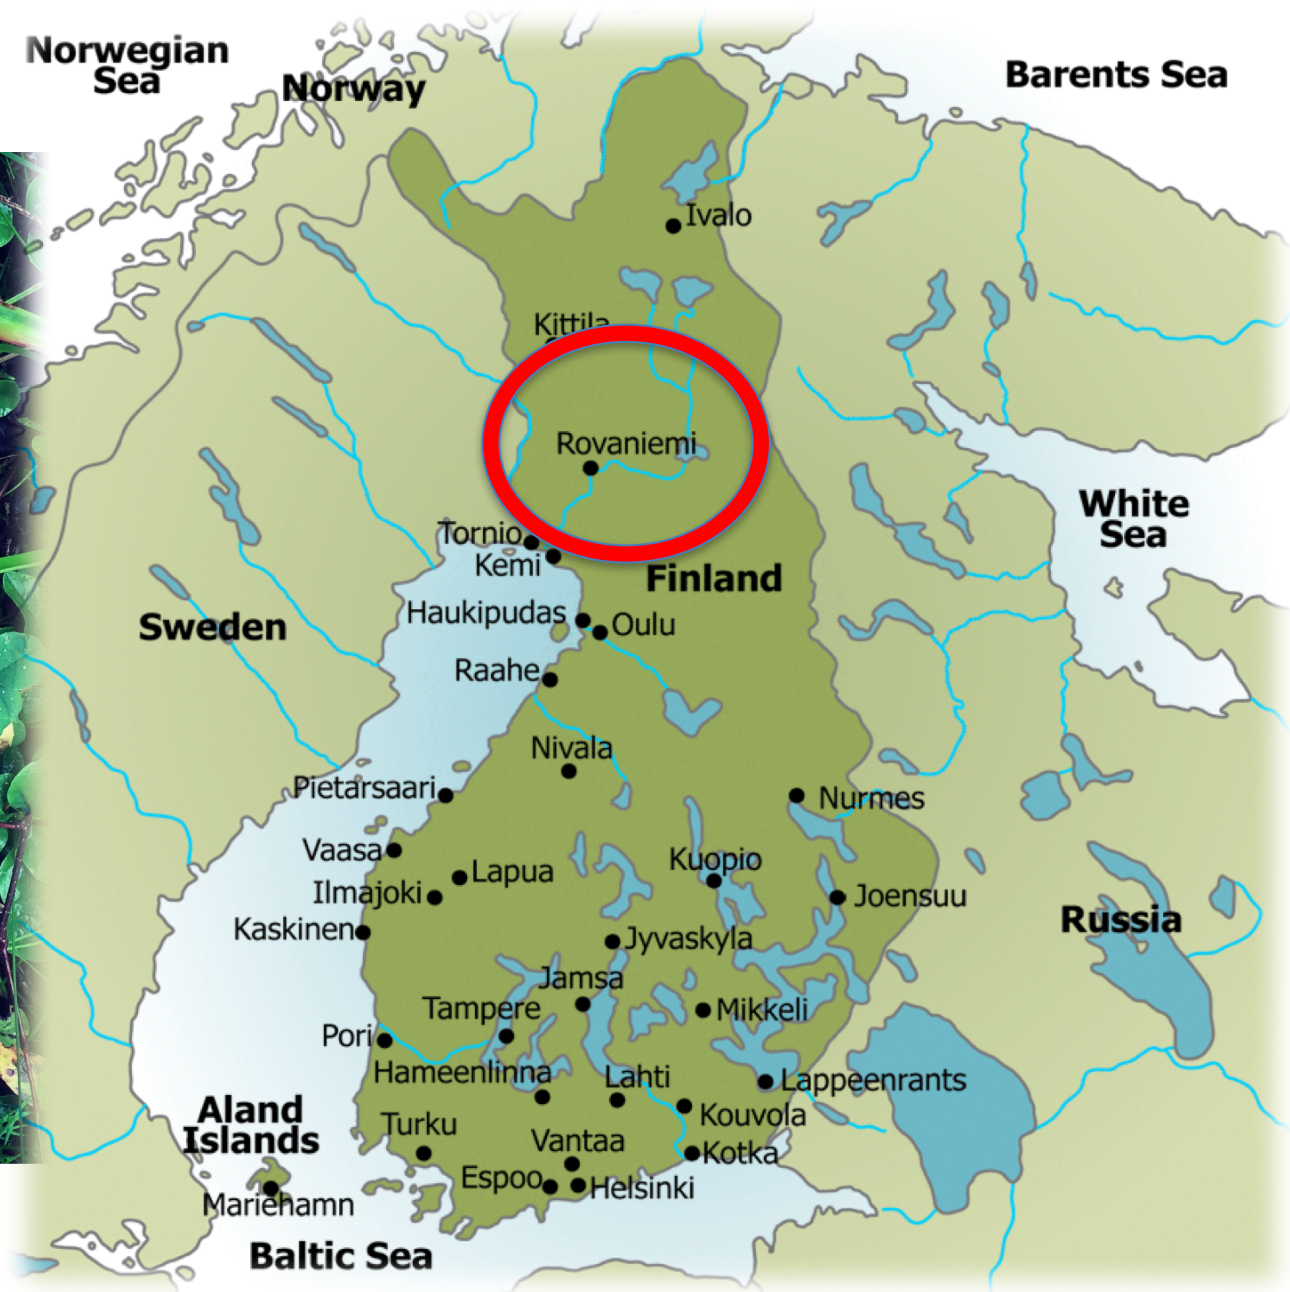 Norwegian
Sea
Norway
Barents Sea
Ivalo
Kittila
Rovaniemi
White
Sea
Tornio
Kemi
Finland
Haukipudas
Oulu
Sweden
Raahe
Nivala
Pietarsaari
Nurmes
Vaasa
Kuopio
Lapua
Ilmajoki
Joensuu
Kaskinen
Jyvaskyla
Russia
Jamsa
Tampere
Mikkeli
Pori
Hameenlinna
Lahti
Lappeenrants
Aland
Islands
Kouvola
Turku
Vantaa
Kotka
Espoo
Helsinki
Mariehamn
Baltic Sea